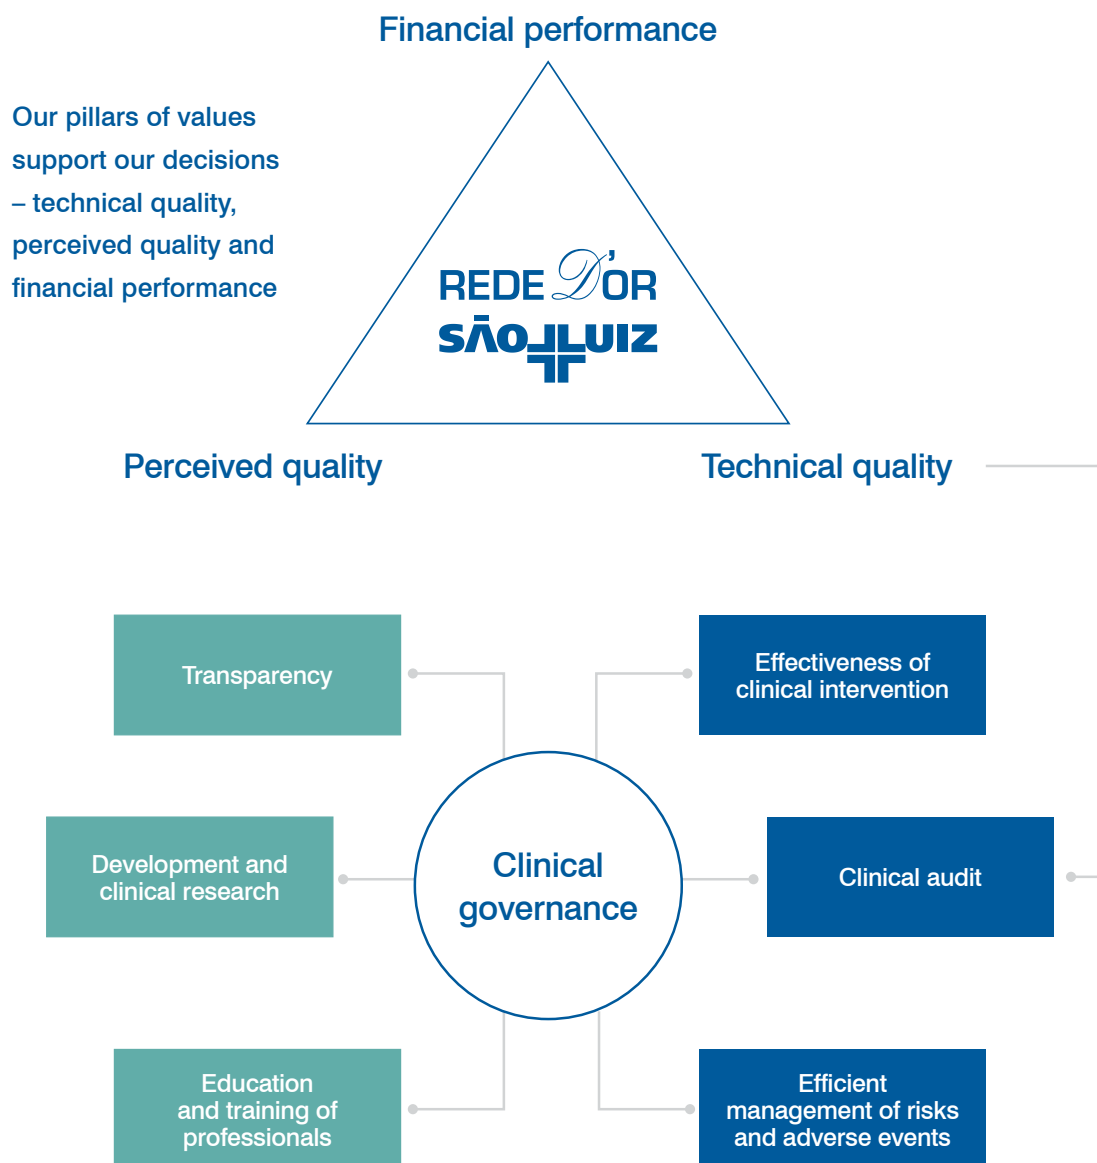 Financial performance
Our pillars of values
support our decisions
– technical quality,
perceived quality and
financial performance
REDE D'OR
SÃO LUIZ
Perceived quality
Technical quality
Transparency
Effectiveness of
clinical intervention
Development and
clinical research
Clinical
governance
Clinical audit
Education
and training of
professionals
Efficient
management of risks
and adverse events